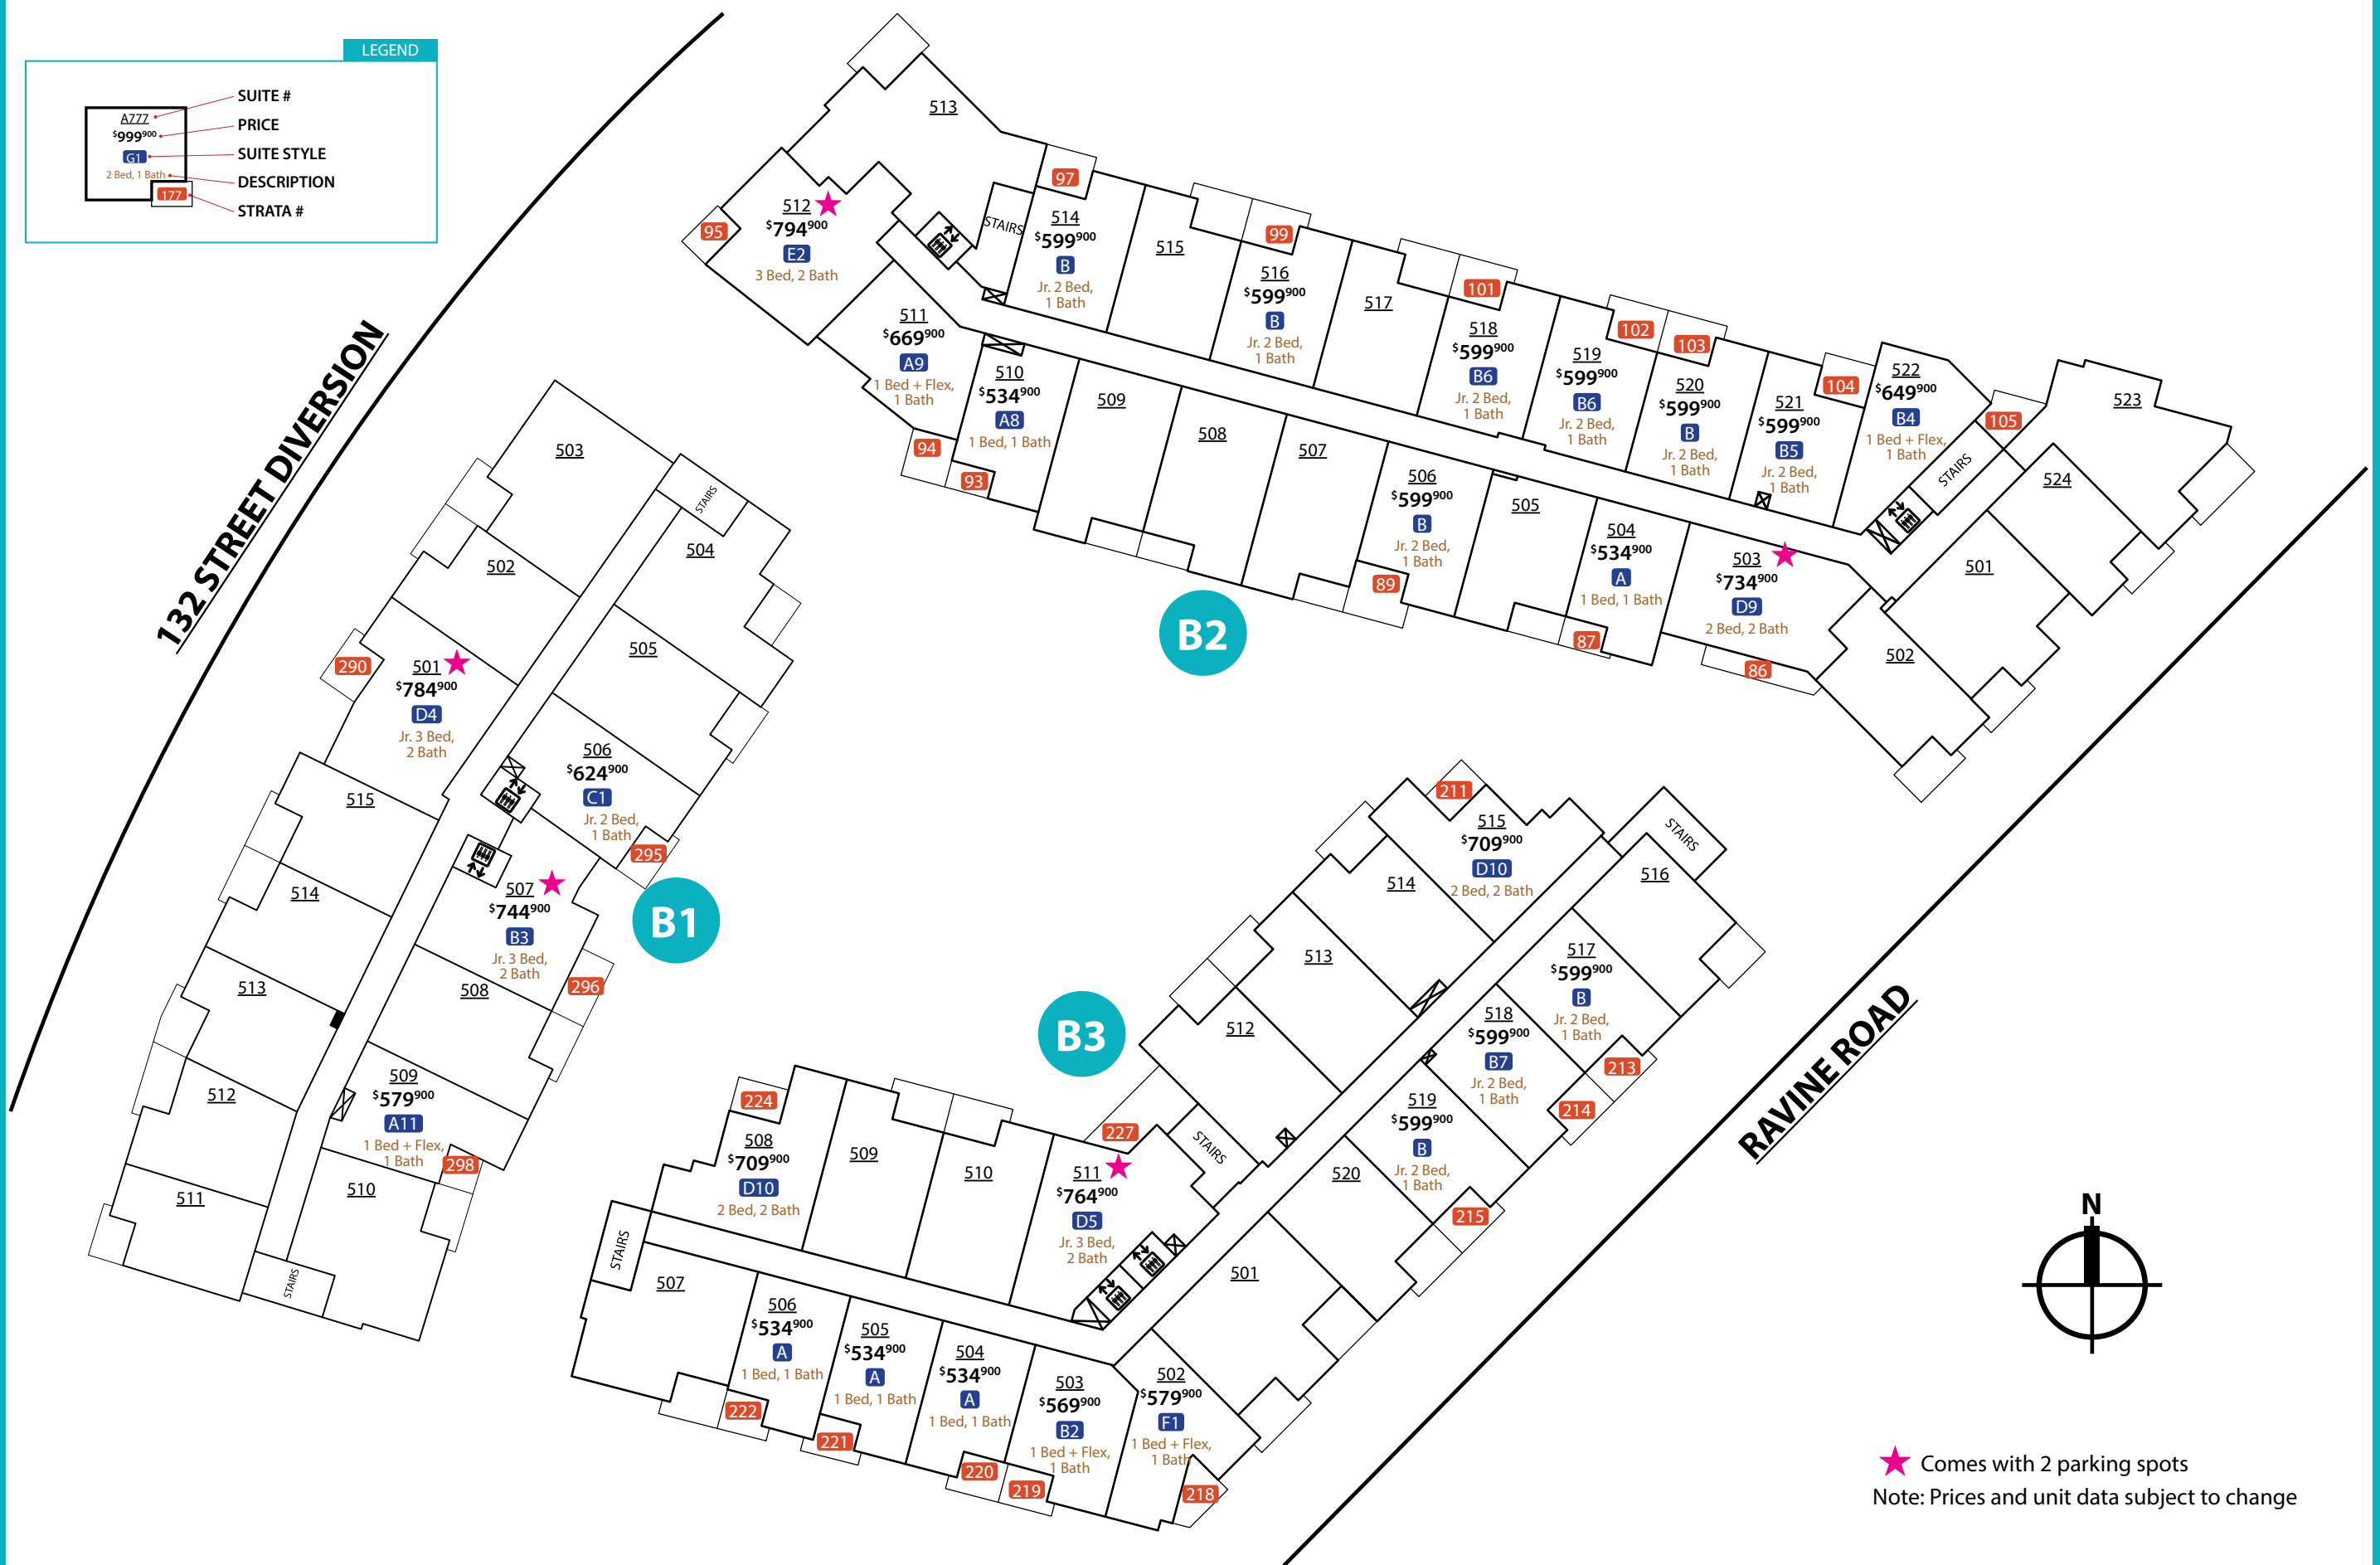 LEGEND
A777
$999900
G1
2 Bed, 1 Bath
177
SUITE #
PRICE
SUITE STYLE
DESCRIPTION
STRATA #
132 STREET DIVERSION
513
512
$794900
E2
3 Bed, 2 Bath
95
STAIRS
97
514
$599900
B
Jr. 2 Bed,
1 Bath
515
99
516
$599900
B
Jr. 2 Bed,
1 Bath
517
101
518
$599900
B6
Jr. 2 Bed,
1 Bath
102
519
$599900
B6
Jr. 2 Bed,
1 Bath
103
520
$599900
B
Jr. 2 Bed,
1 Bath
104
521
$599900
B5
Jr. 2 Bed,
1 Bath
522
$649900
B4
1 Bed + Flex,
1 Bath
105
STAIRS
523
524
511
$669900
A9
1 Bed + Flex,
1 Bath
94
510
$534900
A8
1 Bed, 1 Bath
93
509
508
507
506
$599900
B
Jr. 2 Bed,
1 Bath
89
505
504
$534900
A
1 Bed, 1 Bath
87
503
$734900
D9
2 Bed, 2 Bath
86
501
502
B2
503
STAIRS
504
502
505
290
501
$784900
D4
Jr. 3 Bed,
2 Bath
506
$624900
C1
Jr. 2 Bed,
1 Bath
295
515
507
$744900
B3
Jr. 3 Bed,
2 Bath
296
B1
514
513
508
512
509
$579900
A11
1 Bed + Flex,
1 Bath
298
511
510
STAIRS
211
515
$709900
D10
2 Bed, 2 Bath
STAIRS
514
516
513
517
$599900
B
Jr. 2 Bed,
1 Bath
213
512
518
$599900
B7
Jr. 2 Bed,
1 Bath
214
B3
519
$599900
B
Jr. 2 Bed,
1 Bath
215
224
508
$709900
D10
2 Bed, 2 Bath
509
510
227
511
$764900
D5
Jr. 3 Bed,
2 Bath
STAIRS
520
501
STAIRS
507
506
$534900
A
1 Bed, 1 Bath
222
505
$534900
A
1 Bed, 1 Bath
221
504
$534900
A
1 Bed, 1 Bath
220
503
$569900
B2
1 Bed + Flex,
1 Bath
219
502
$579900
F1
1 Bed + Flex,
1 Bath
218
RAVINE ROAD
N
Comes with 2 parking spots
Note: Prices and unit data subject to change